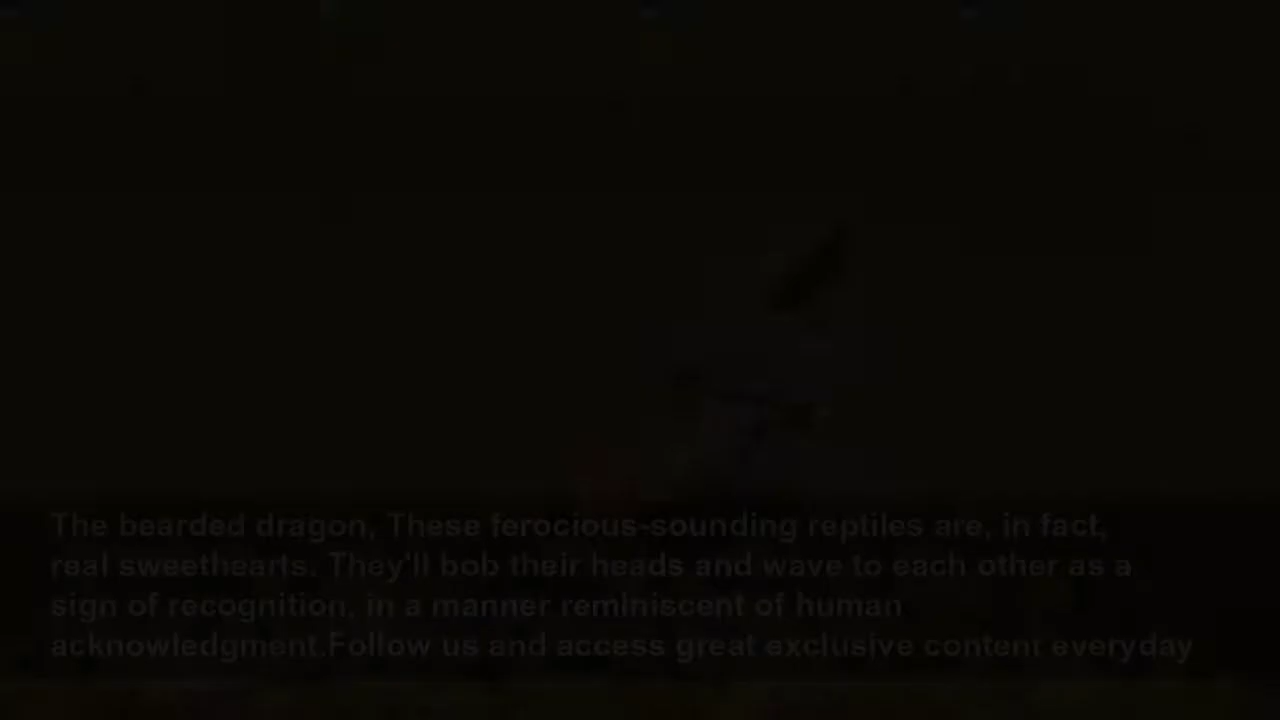 The bearded dragon, These ferocious-sounding reptiles are, in fact,
real sweethearts. They'll bob their heads and wave to each other as a
sign of recognition, in a manner reminiscent of human
acknowledgment.Follow us and access great exclusive content everyday